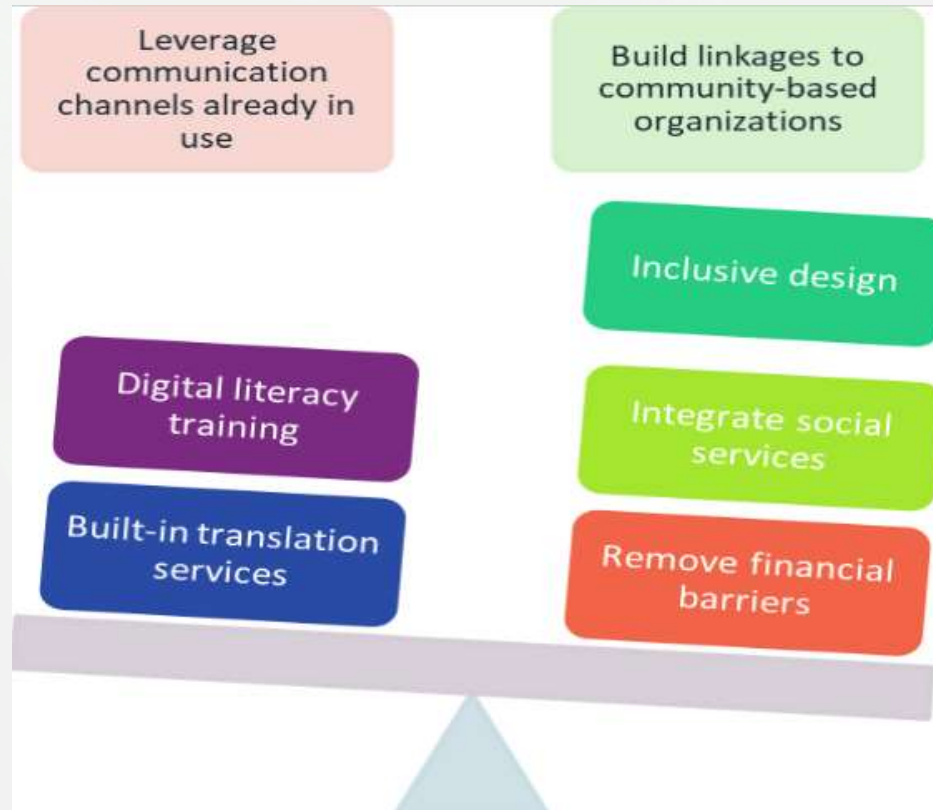 Leverage
communication
channels already in
use
Build linkages to
community-based
organizations
Inclusive design
Digital literacy
training
Integrate social
services
Built-in translation
services
Remove financial
barriers